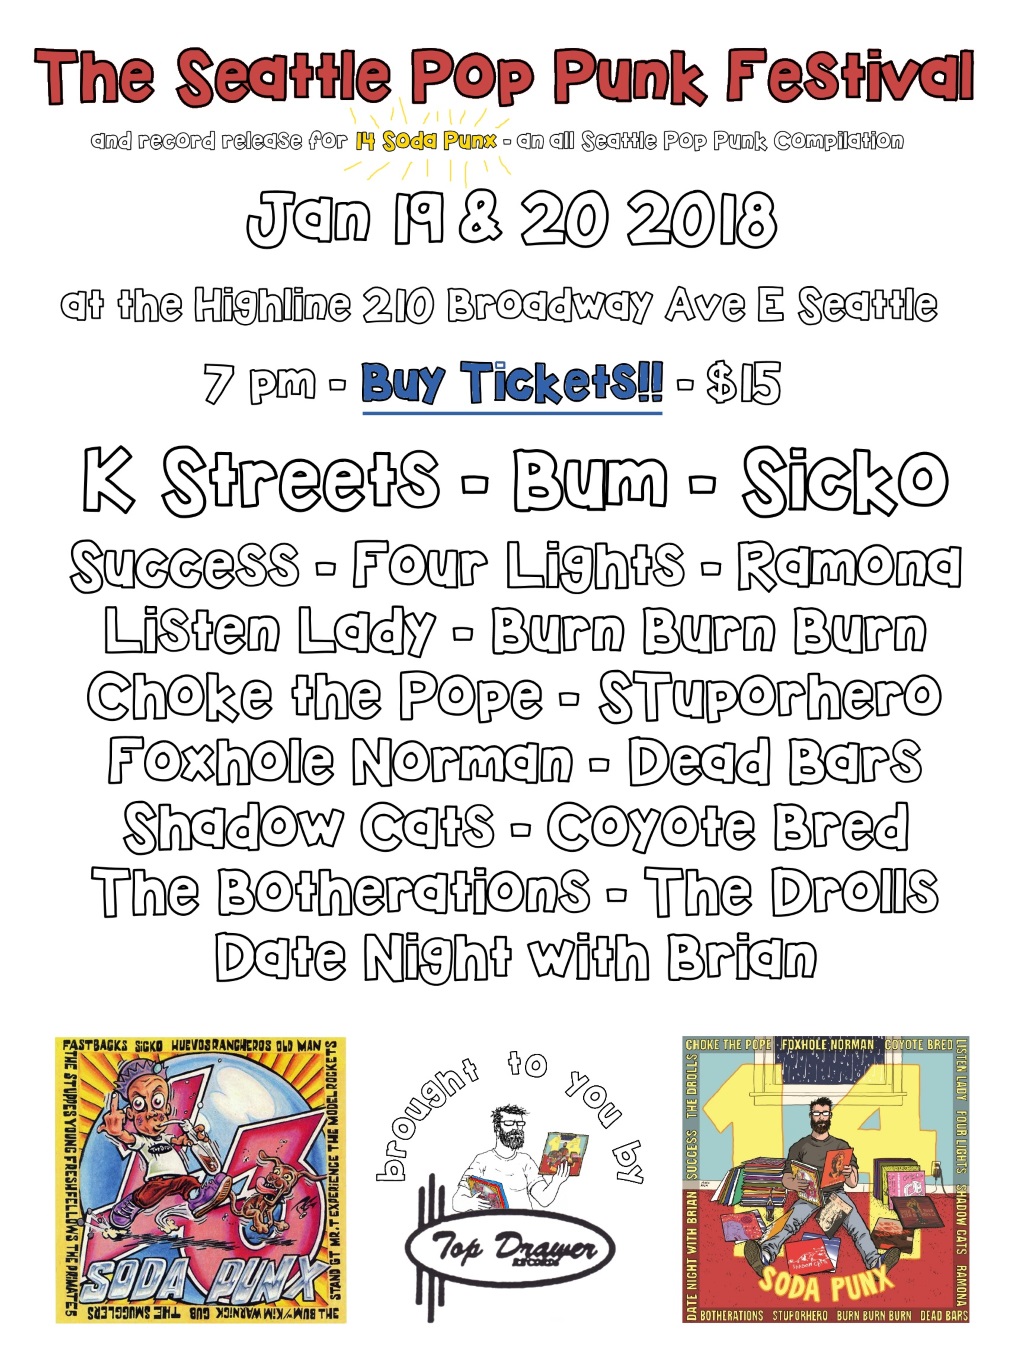 The Seattle Pop Punk Festival
and record release for 14 Soda Punx - an all Seattle Pop Punk Compilation
Jan 19 & 20 2018
at the Highline 210 Broadway Ave E Seattle
7 pm - Buy Tickets!! - $15
K Streets - Bum - Sicko
Success - Four Lights - Ramona
Listen Lady - Burn Burn Burn
Choke the Pope - STuporhero
Foxhole Norman - Dead Bars
Shadow Cats - Coyote Bred
The Botherations - The Drolls
Date Night with Brian
FASTBACKS SICKO HUEVOS RANCHEROS OLD MAN
STAND GT MR. T EXPERIENCE THE MODEL ROCKETS
THE BUM KIM WARNICK GUB THE SMUGGLERS
THE STUPES YOUNG FRESH FELLOWS THE PRIMATE 5
SODA PUNX
brought to you by
Top Drawer
RECORDS
CHOKE THE POPE FOXHOLE NORMAN COYOTE BRED
LISTEN LADY FOUR LIGHTS SHADOW CATS RAMONA
DATE NIGHT WITH BRIAN SUCCESS THE DROLLS
14
SODA PUNX
BOTHERATIONS STUPORHERO BURN BURN BURN DEAD BARS